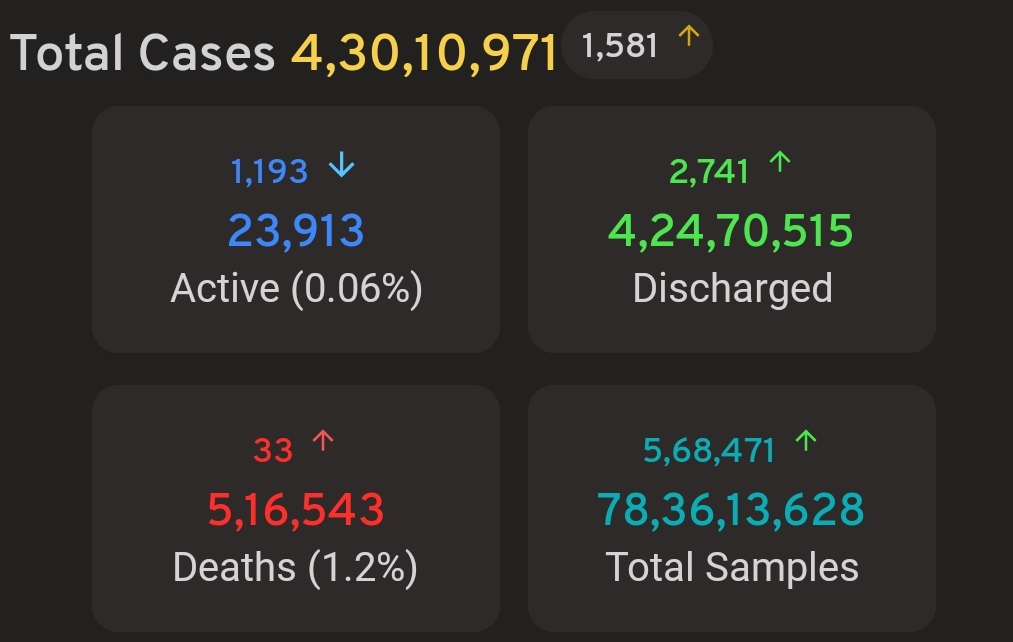 Total Cases 4,30,10,971 1,581 ↑
1,193 ↓
23,913
Active (0.06%)
2,741 ↑
4,24,70,515
Discharged
33 ↑
5,16,543
Deaths (1.2%)
5,68,471 ↑
78,36,13,628
Total Samples